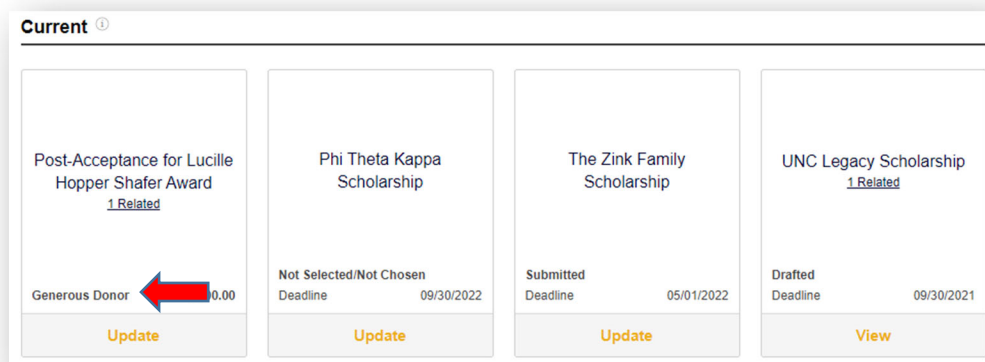 Current
Post-Acceptance for Lucille
Hopper Shafer Award
1 Related
Generous Donor
Update
Phi Theta Kappa
Scholarship
Not Selected/Not Chosen
Deadline 09/30/2022
Update
The Zink Family
Scholarship
Submitted
Deadline 05/01/2022
Update
UNC Legacy Scholarship
1 Related
Drafted
Deadline 09/30/2021
View